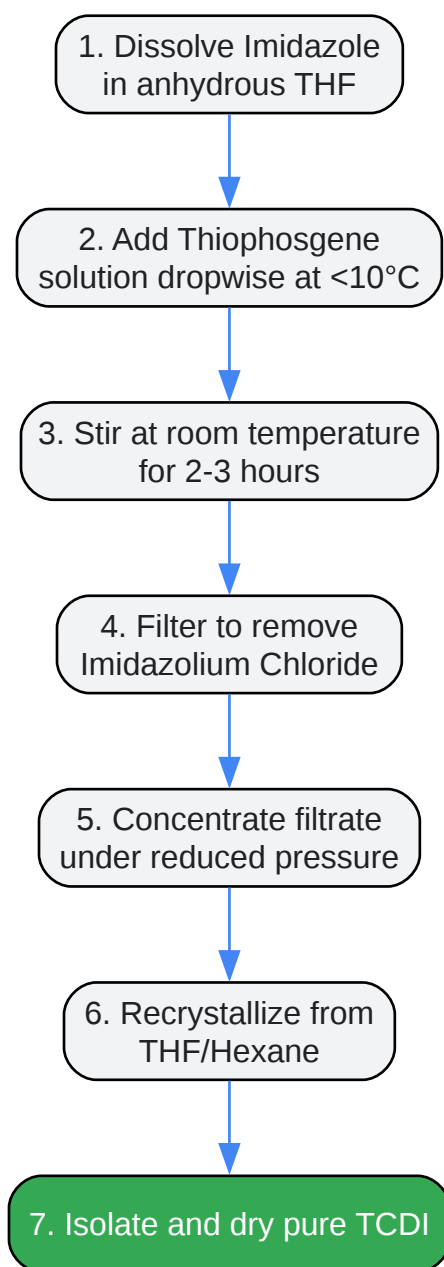 1. Dissolve Imidazole
in anhydrous THF
2. Add Thiophosgene
solution dropwise at <10°C
3. Stir at room temperature
for 2-3 hours
4. Filter to remove
Imidazolium Chloride
5. Concentrate filtrate
under reduced pressure
6. Recrystallize from
THF/Hexane
7. Isolate and dry pure TCDI